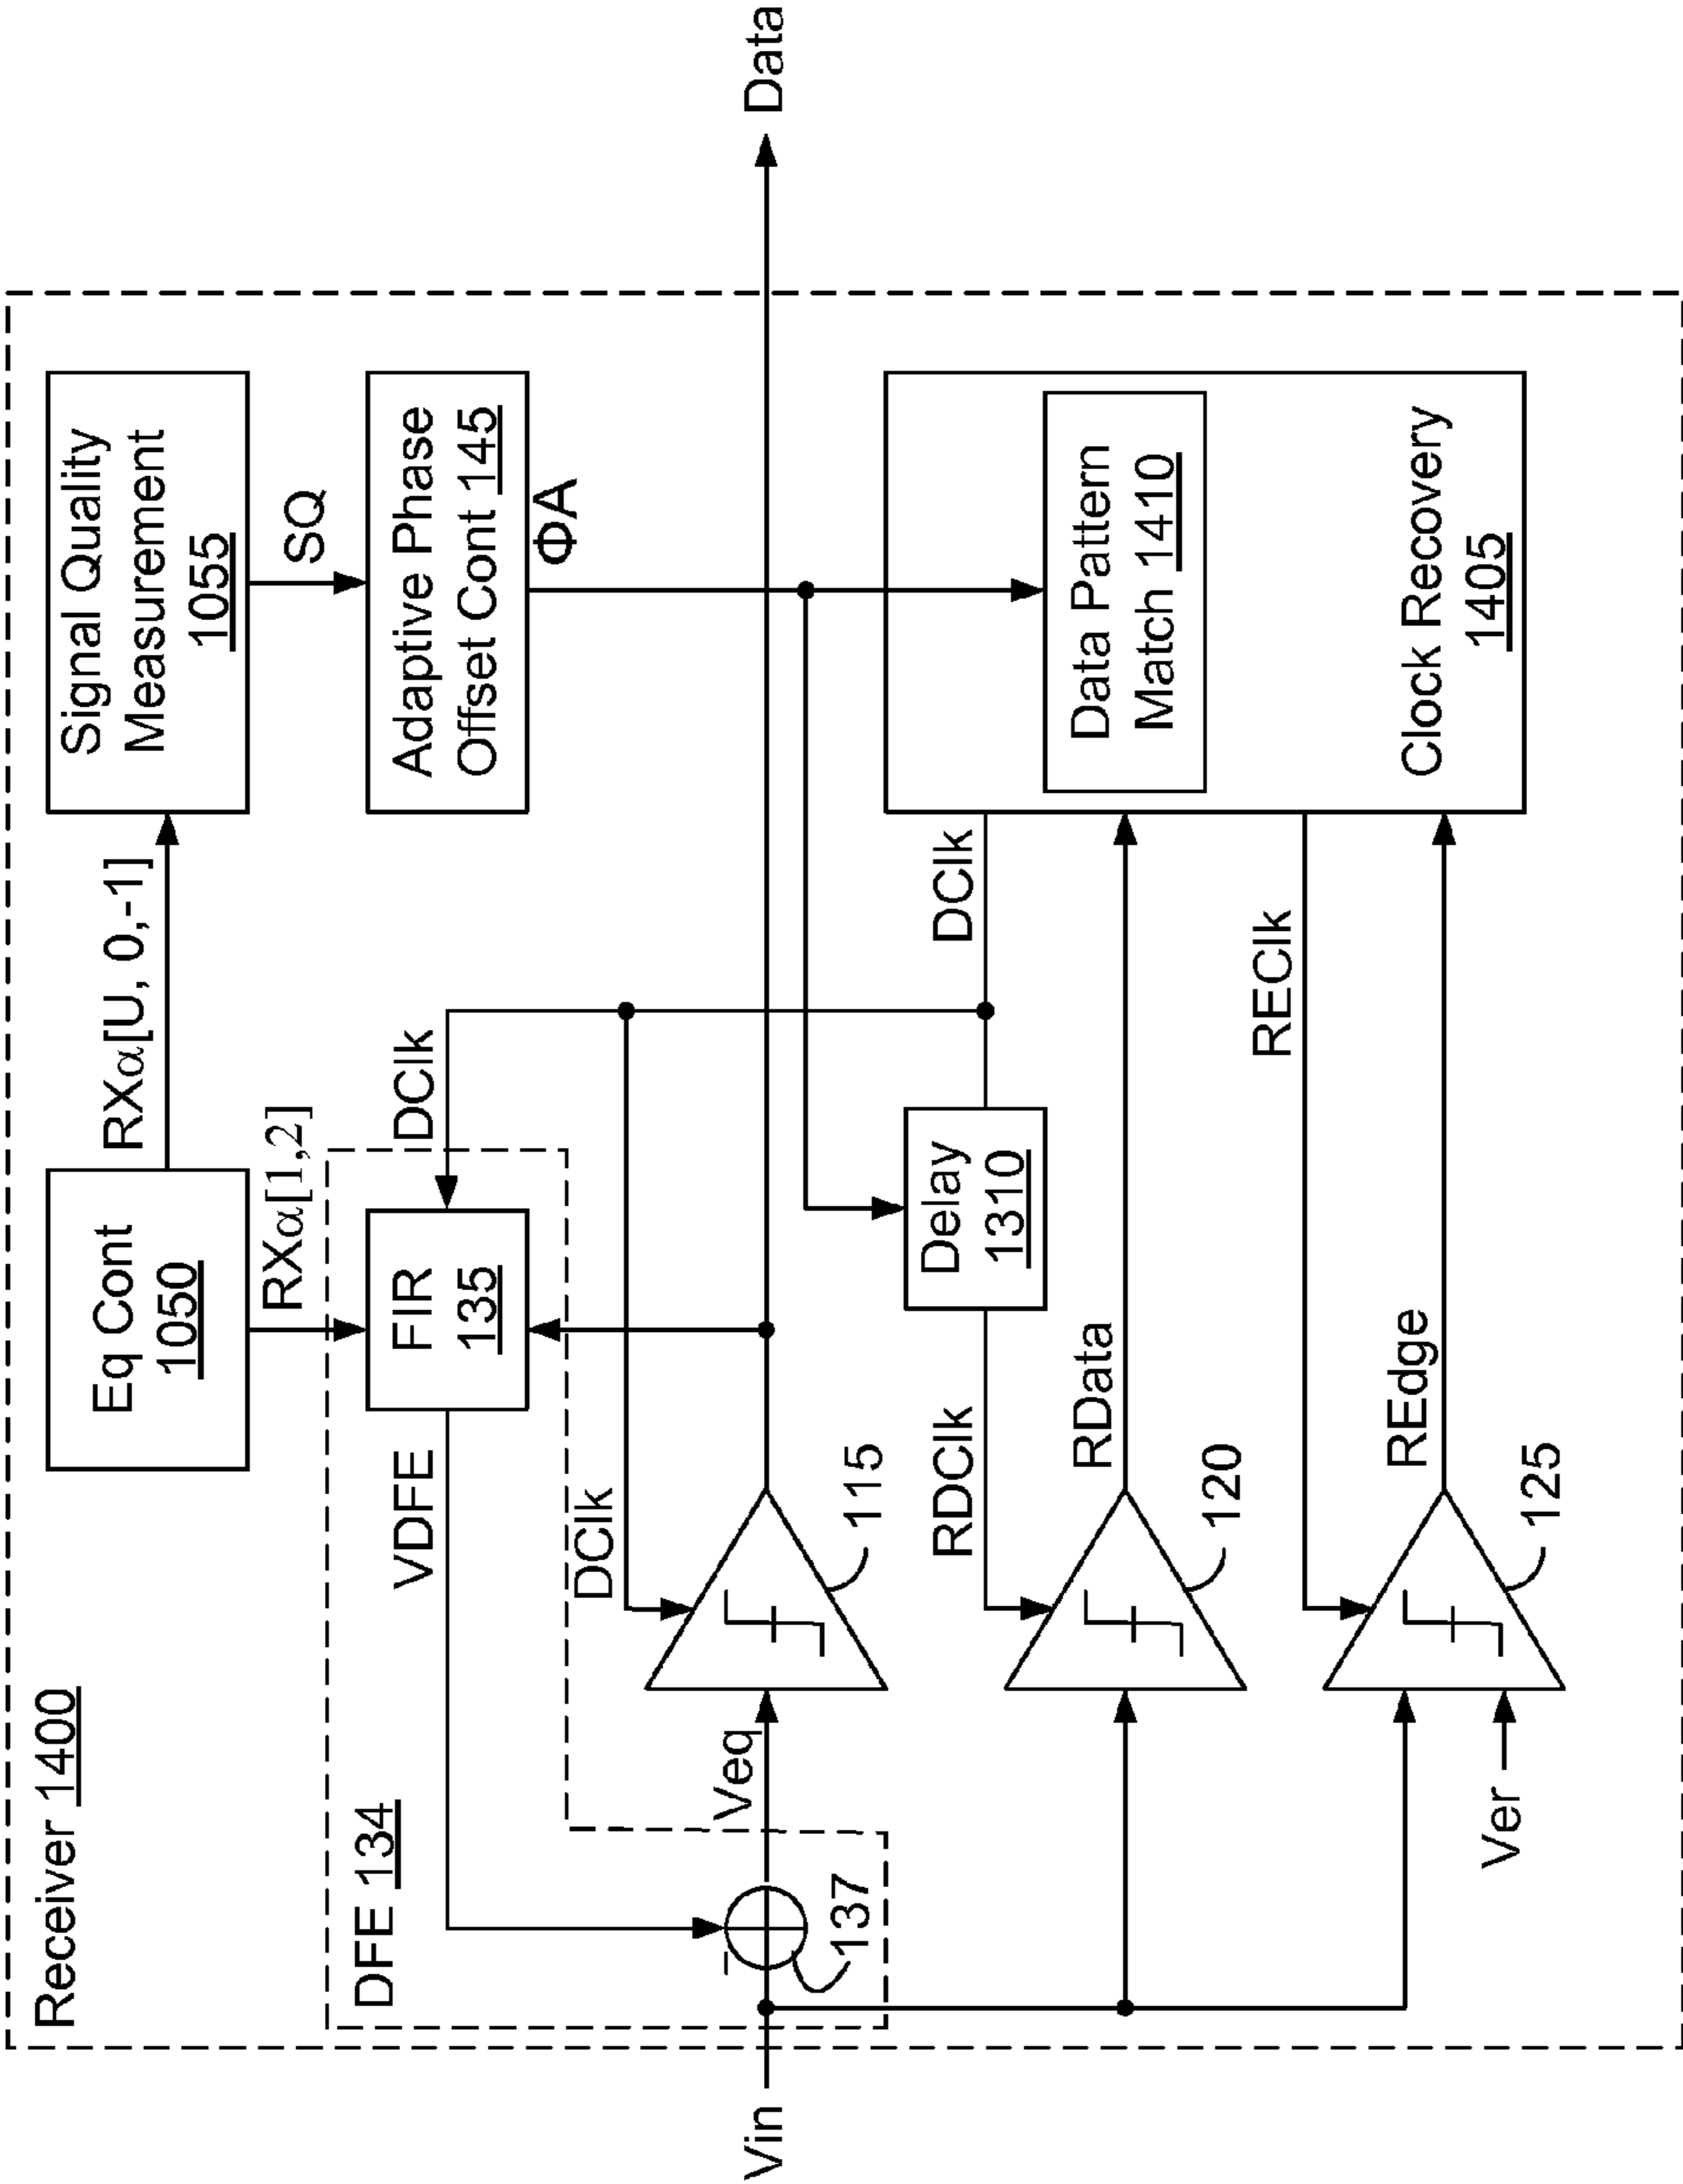 Receiver 1400
Eq Cont
1050
RXα[U, 0,-1]
Signal Quality
Measurement
1055
SQ
RXα[1,2]
DFE 134
VDFE
FIR
135
DClk
Adaptive Phase
Offset Cont 145
ΦA
DClk
Vin
137
Veq
115
Data
RDClk
Delay
1310
DClk
Data Pattern
Match 1410
RData
120
REClk
Clock Recovery
1405
REdge
Ver
125